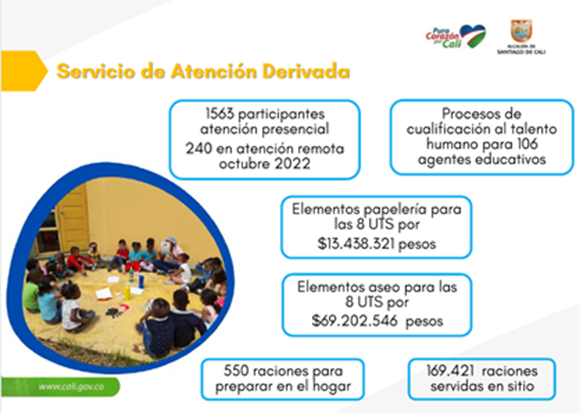 Puro
Corazón
por Cali
ALCALDÍA DE
SANTIAGO DE CALI
Servicio de Atención Derivada
1563 participantes
atención presencial
240 en atención remota
octubre 2022
Procesos de
cualificación al talento
humano para 106
agentes educativos
Elementos papelería para
las 8 UTS por
$13.438.321 pesos
Elementos aseo para las
8 UTS por
$69.202.546 pesos
550 raciones para
preparar en el hogar
169.421 raciones
servidas en sitio
www.cali.gov.co